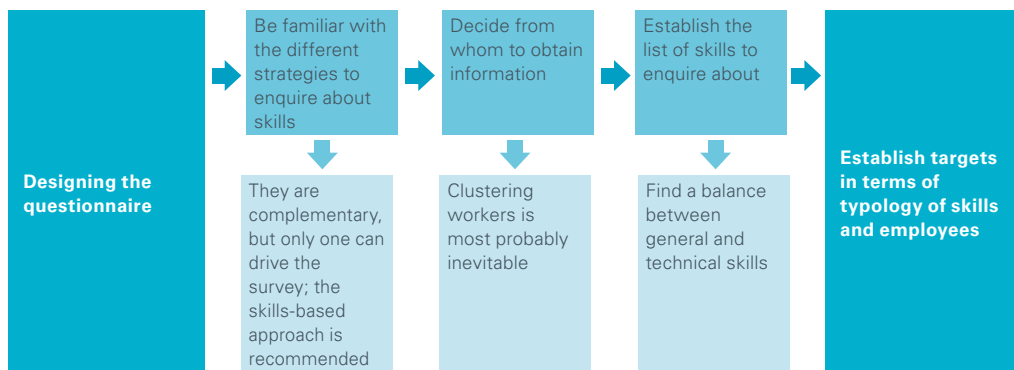 Designing the
questionnaire
Be familiar with
the different
strategies to
enquire about
skills
They are
complementary,
but only one can
drive the
survey; the
skills-based
approach is
recommended
Decide from
whom to obtain
information
Clustering
workers is
most probably
inevitable
Establish the
list of skills to
enquire about
Find a balance
between
general and
technical skills
Establish targets
in terms of
typology of skills
and employees